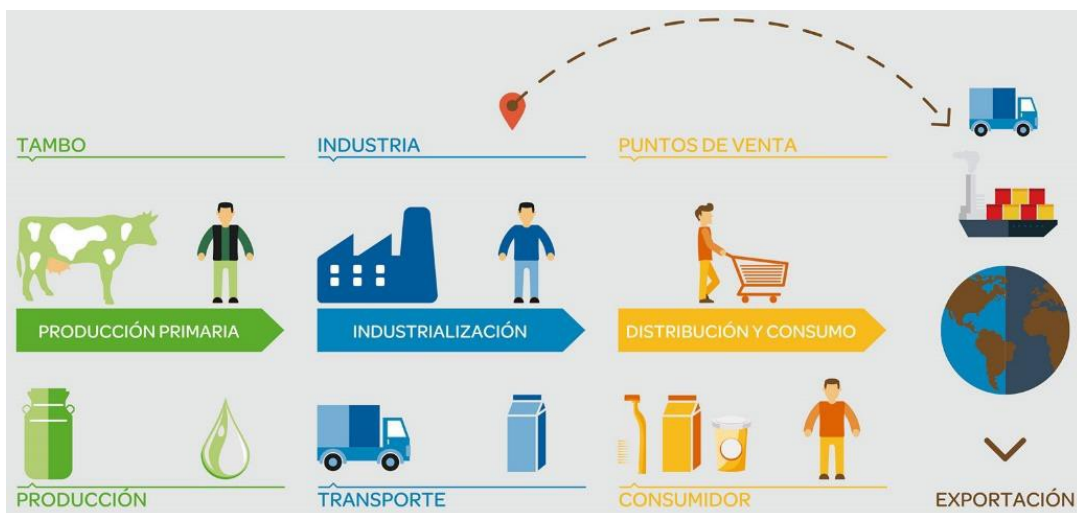 TAMBO
INDUSTRIA
PUNTOS DE VENTA
PRODUCCIÓN PRIMARIA
INDUSTRIALIZACIÓN
DISTRIBUCIÓN Y CONSUMO
PRODUCCIÓN
TRANSPORTE
CONSUMIDOR
EXPORTACIÓN